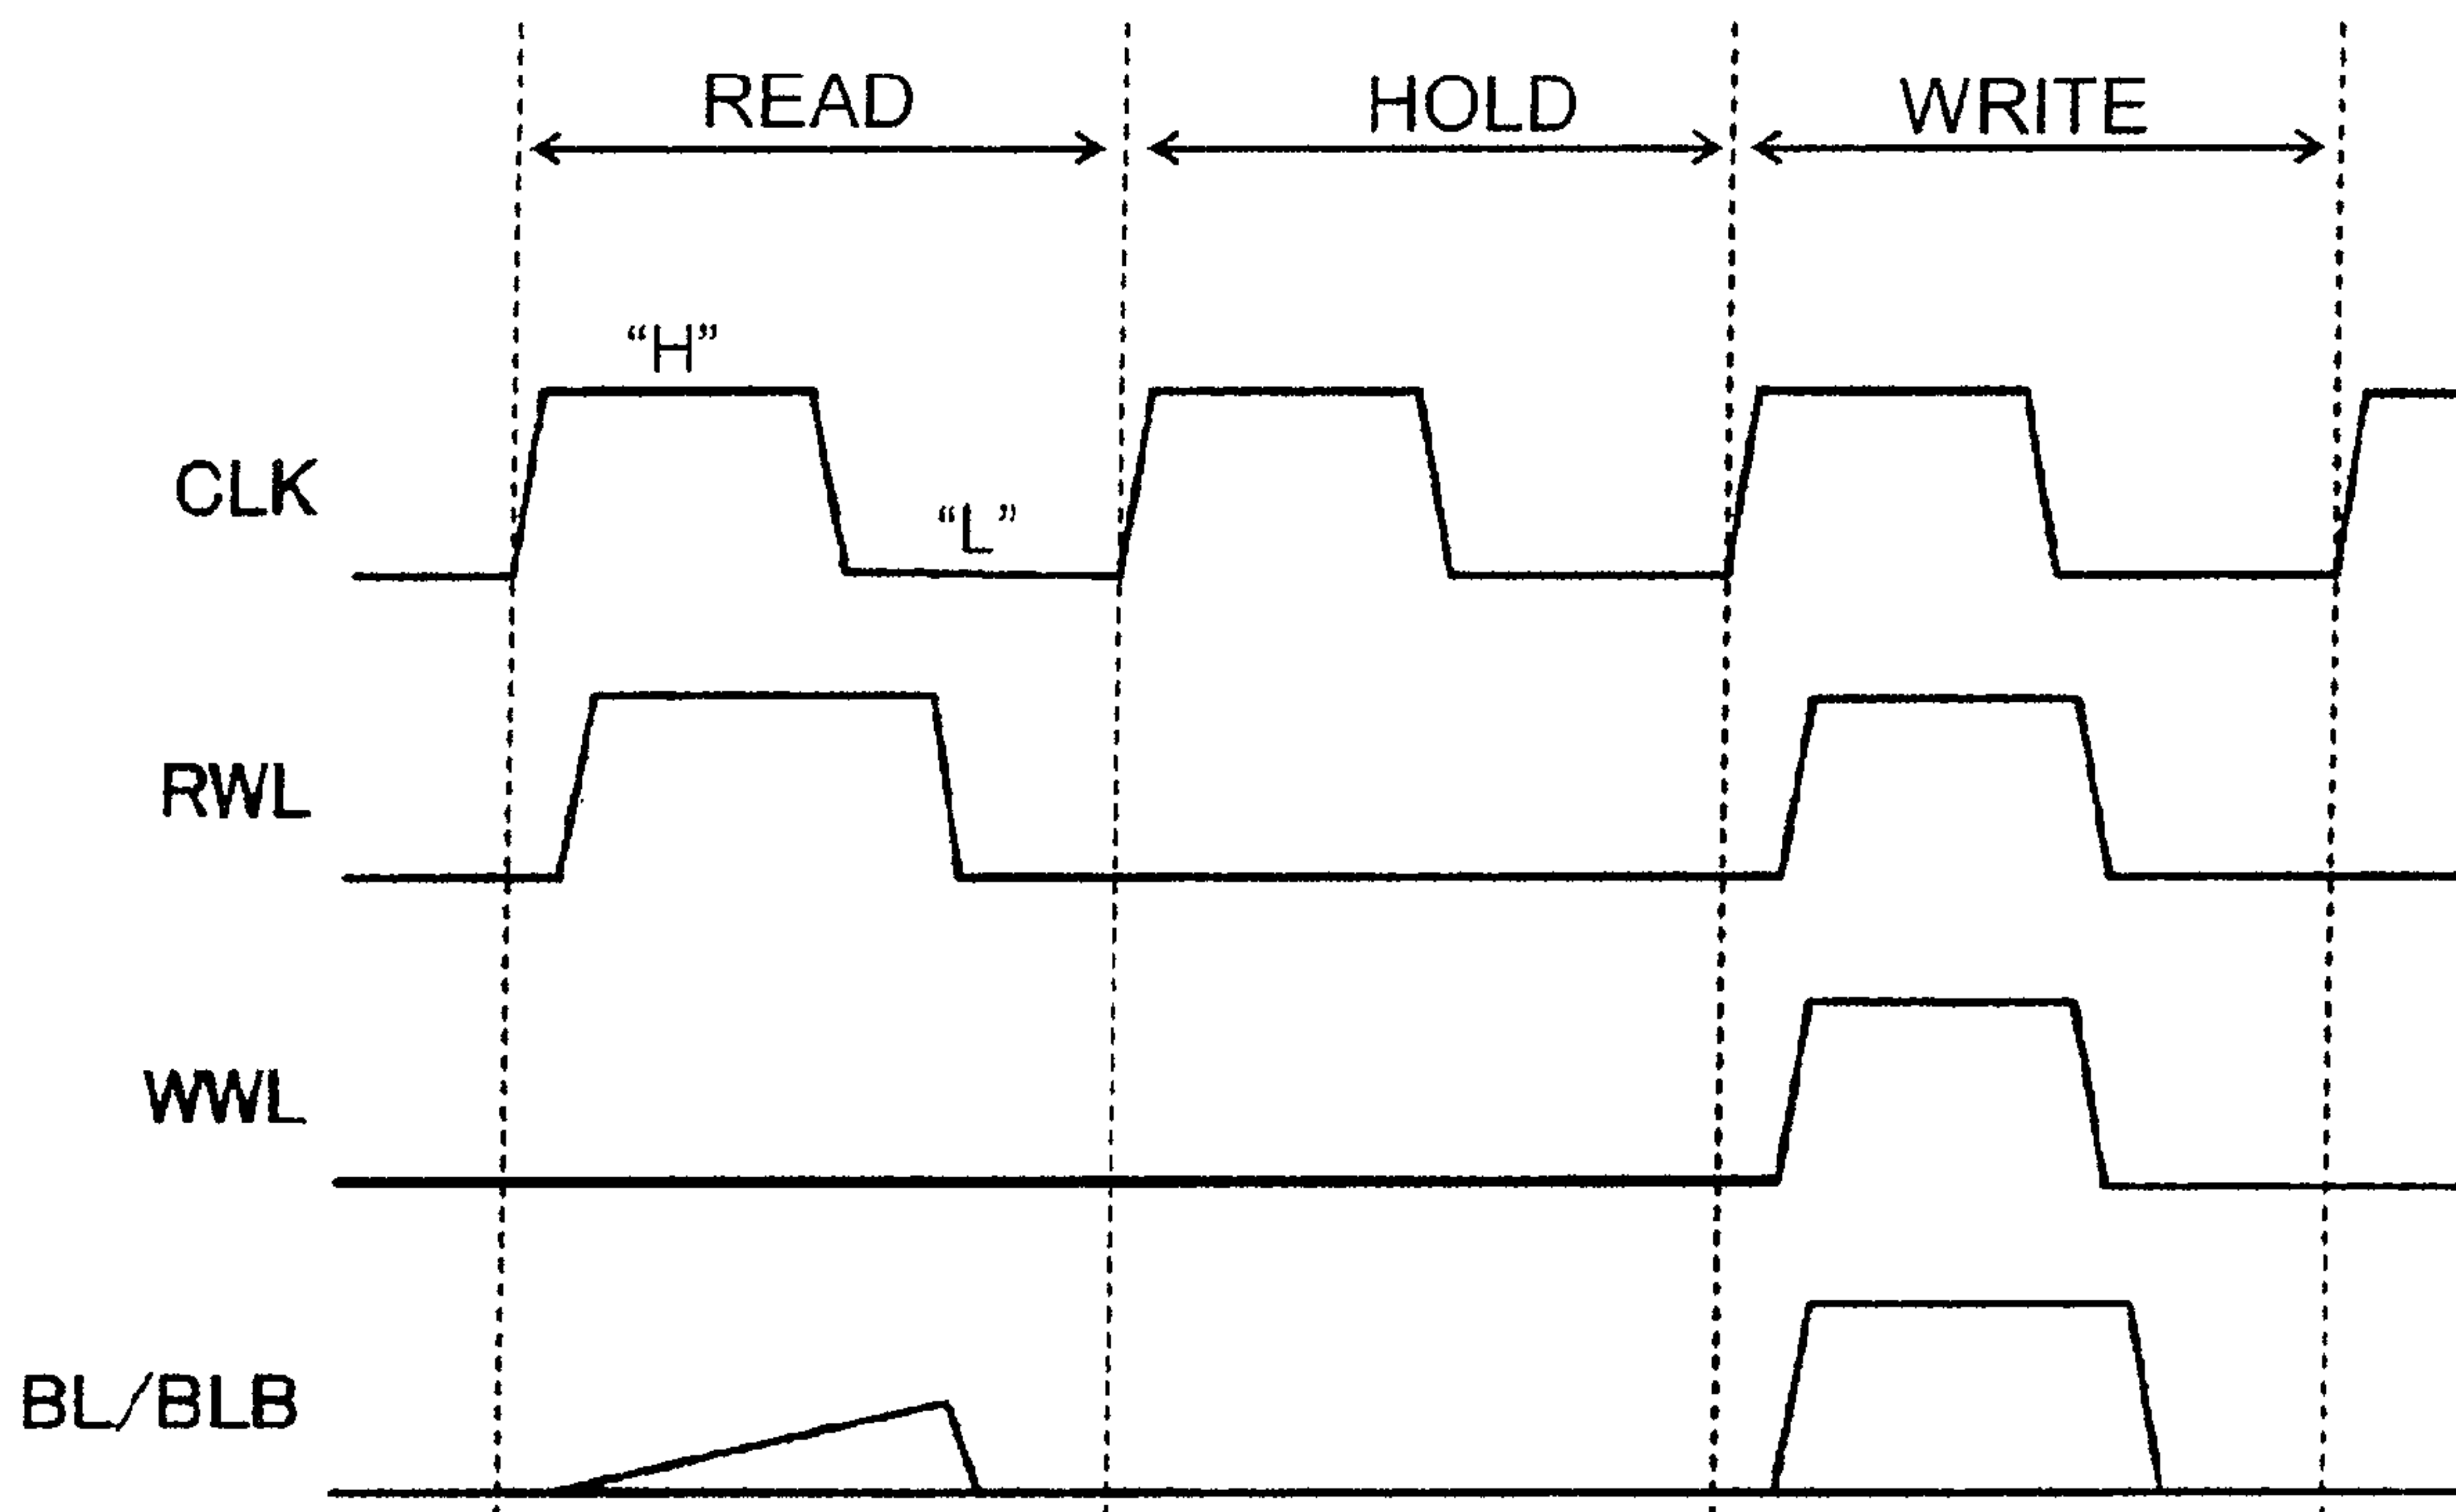 READ HOLD WRITE
“H”
CLK
“L”
RWL
WWL
BL/BLB